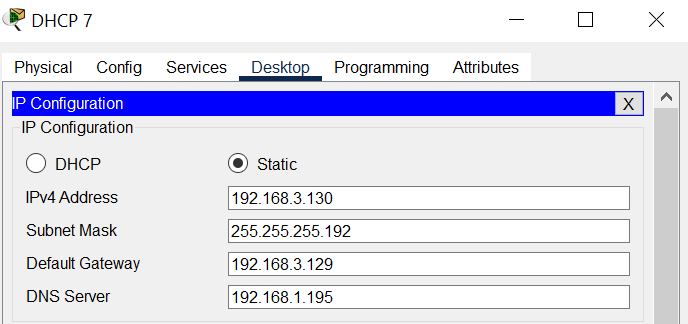 DHCP 7
Physical Config Services Desktop Programming Attributes
IP Configuration X
IP Configuration
DHCP Static
IPv4 Address 192.168.3.130
Subnet Mask 255.255.255.192
Default Gateway 192.168.3.129
DNS Server 192.168.1.195